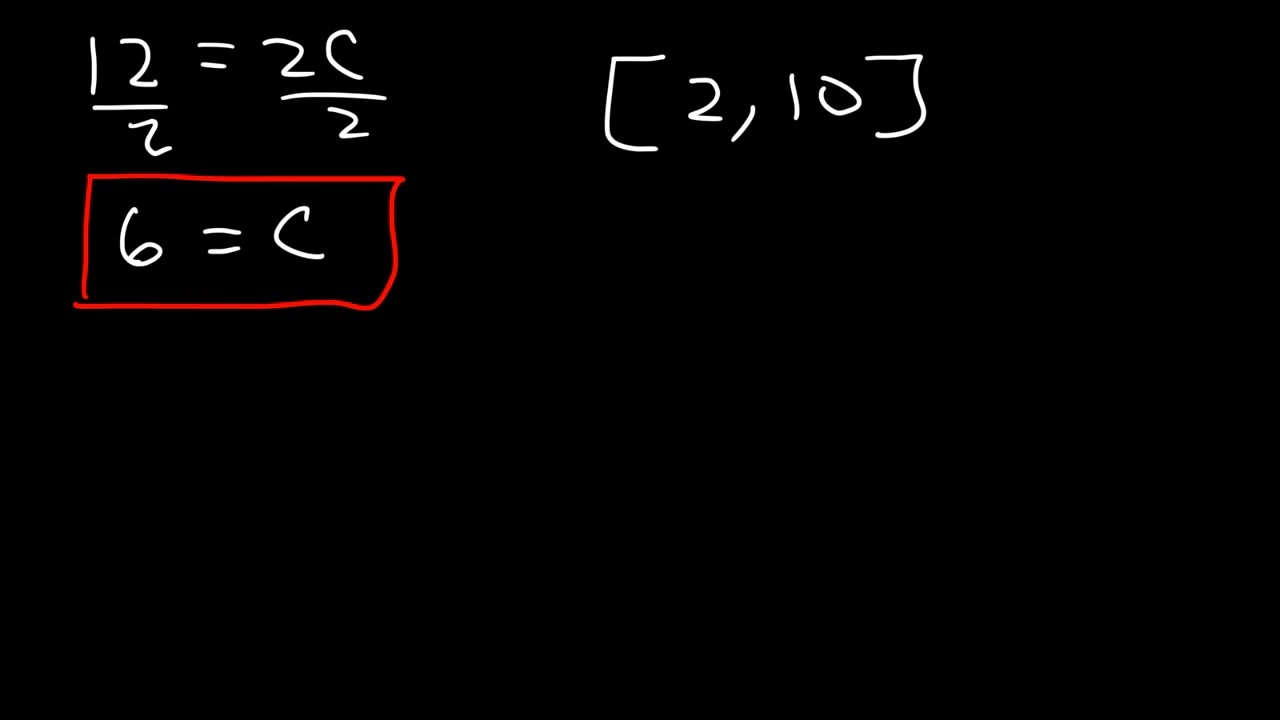 12 = 2C [2, 10]
2 2
6 = C